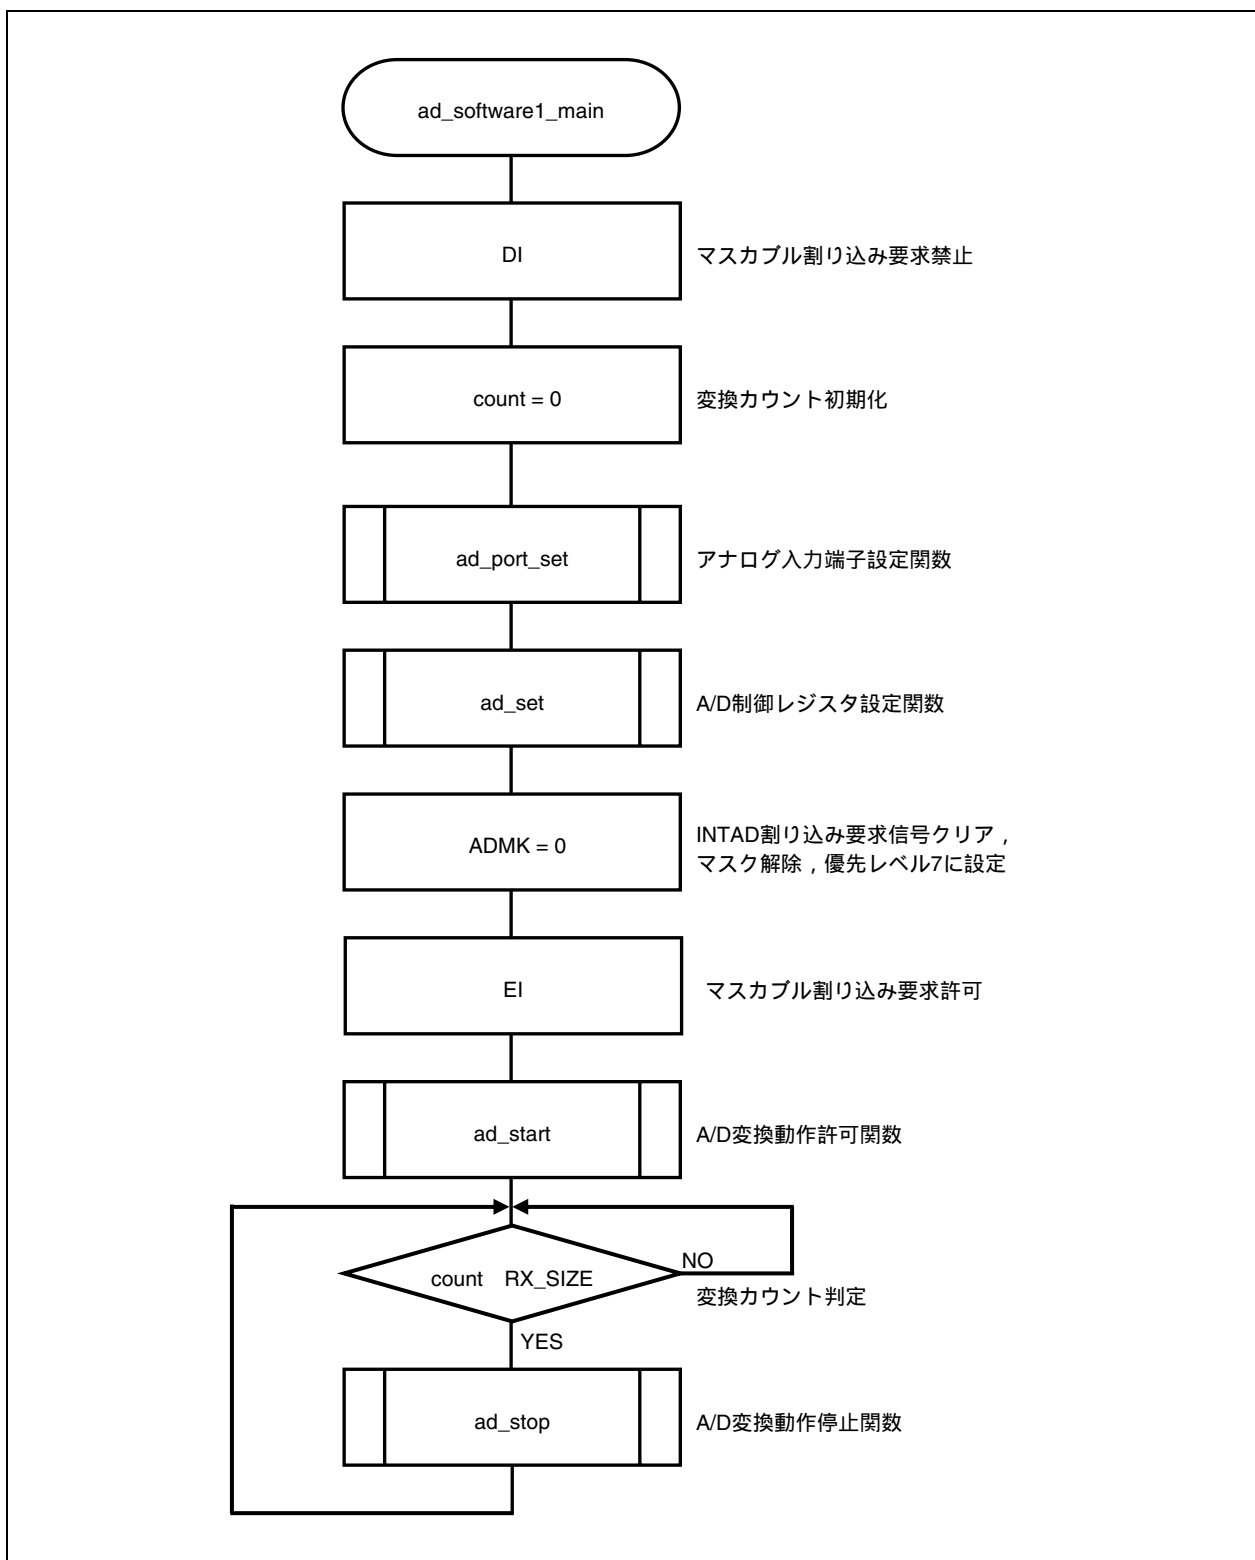 ad_software1_main
DI
マスカブル割り込み要求禁止
count = 0
変換カウント初期化
ad_port_set
アナログ入力端子設定関数
ad_set
A/D制御レジスタ設定関数
ADMK = 0
INTAD割り込み要求信号クリア，
マスク解除，優先レベル7に設定
EI
マスカブル割り込み要求許可
ad_start
A/D変換動作許可関数
count RX_SIZE
NO
変換カウント判定
YES
ad_stop
A/D変換動作停止関数